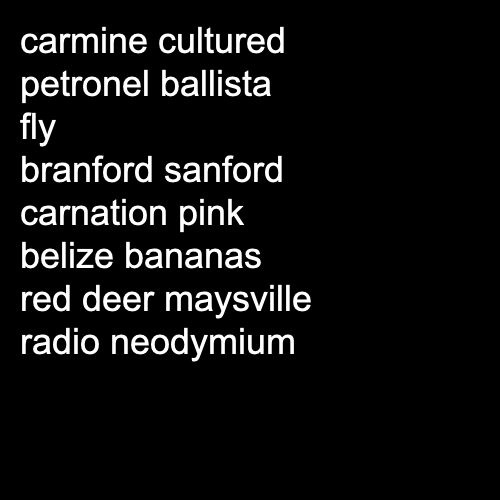 carmine cultured
petronel ballista
fly
branford sanford
carnation pink
belize bananas
red deer maysville
radio neodymium